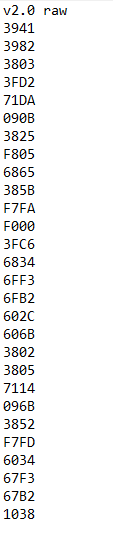 v2.0 raw
3941
3982
3803
3FD2
71DA
090B
3825
F805
6865
385B
F7FA
F000
3FC6
6834
6FF3
6FB2
602C
606B
3802
3805
7114
096B
3852
F7FD
6034
67F3
67B2
1038